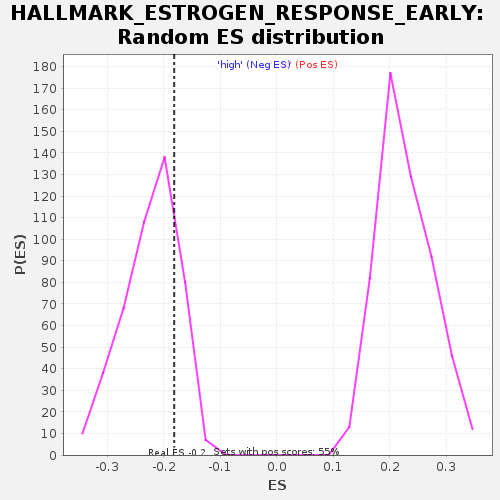 HALLMARK_ESTROGEN_RESPONSE_EARLY:
Random ES distribution
'high' (Neg ES) (Pos ES)
180
170
160
150
140
130
120
110
100
90
80
70
60
50
40
30
20
10
0
P(ES)
Real ES -0.2 Sets with pos scores: 55%
-0.3 -0.2 -0.1 0.0 0.1 0.2 0.3
ES